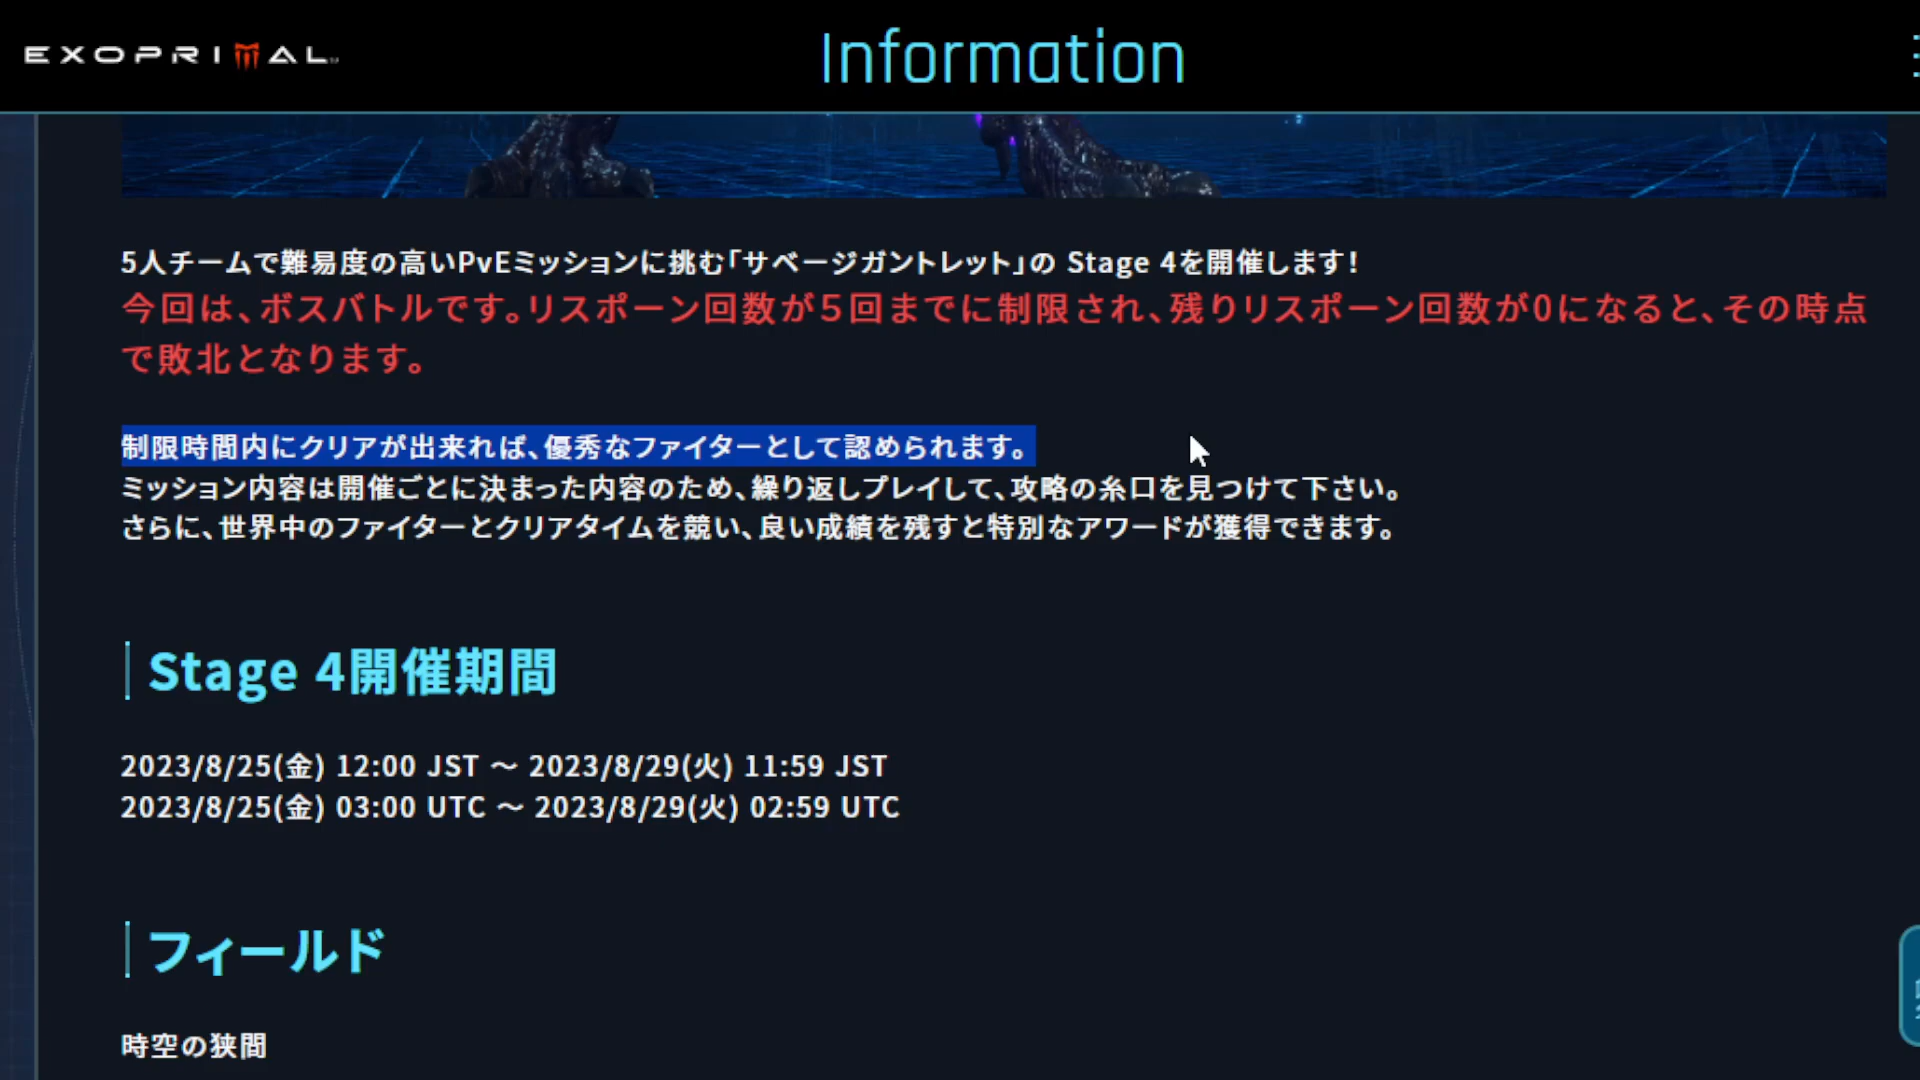 EXOPRIMAL
Information
5人チームで難易度の高いPvEミッションに挑む「サベージガントレット」の Stage 4を開催します！
今回は、ボスバトルです。リスポーン回数が５回までに制限され、残りリスポーン回数が0になると、その時点
で敗北となります。
制限時間内にクリアが出来れば、優秀なファイターとして認められます。
ミッション内容は開催ごとに決まった内容のため、繰り返しプレイして、攻略の糸口を見つけて下さい。
さらに、世界中のファイターとクリアタイムを競い、良い成績を残すと特別なアワードが獲得できます。
Stage 4開催期間
2023/8/25(金) 12:00 JST ～ 2023/8/29(火) 11:59 JST
2023/8/25(金) 03:00 UTC ～ 2023/8/29(火) 02:59 UTC
フィールド
時空の狭間